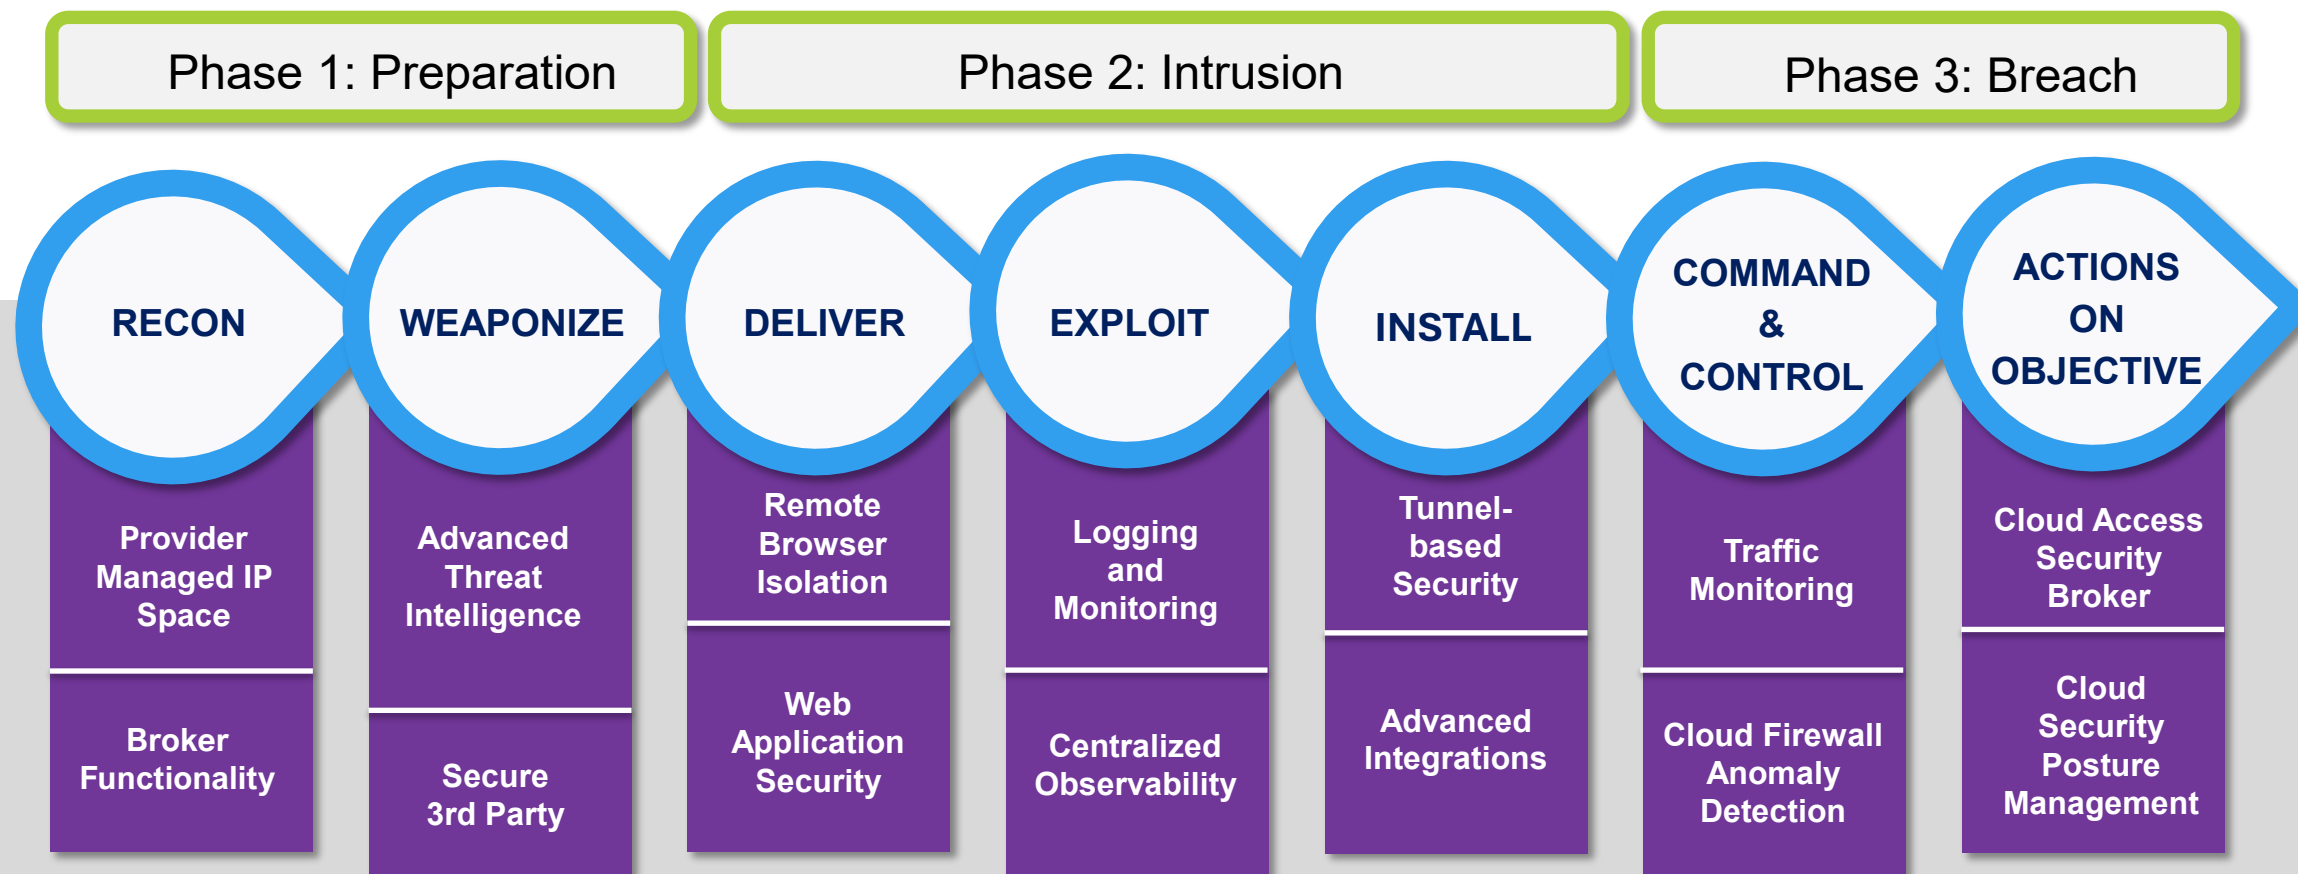 Phase 1: Preparation
Phase 2: Intrusion
Phase 3: Breach
RECON
WEAPONIZE
DELIVER
EXPLOIT
INSTALL
COMMAND
&
CONTROL
ACTIONS
ON
OBJECTIVE
Provider
Managed IP
Space
Broker
Functionality
Advanced
Threat
Intelligence
Secure
3rd Party
Remote
Browser
Isolation
Web
Application
Security
Logging
and
Monitoring
Centralized
Observability
Tunnel-
based
Security
Advanced
Integrations
Traffic
Monitoring
Cloud Firewall
Anomaly
Detection
Cloud Access
Security
Broker
Cloud
Security
Posture
Management